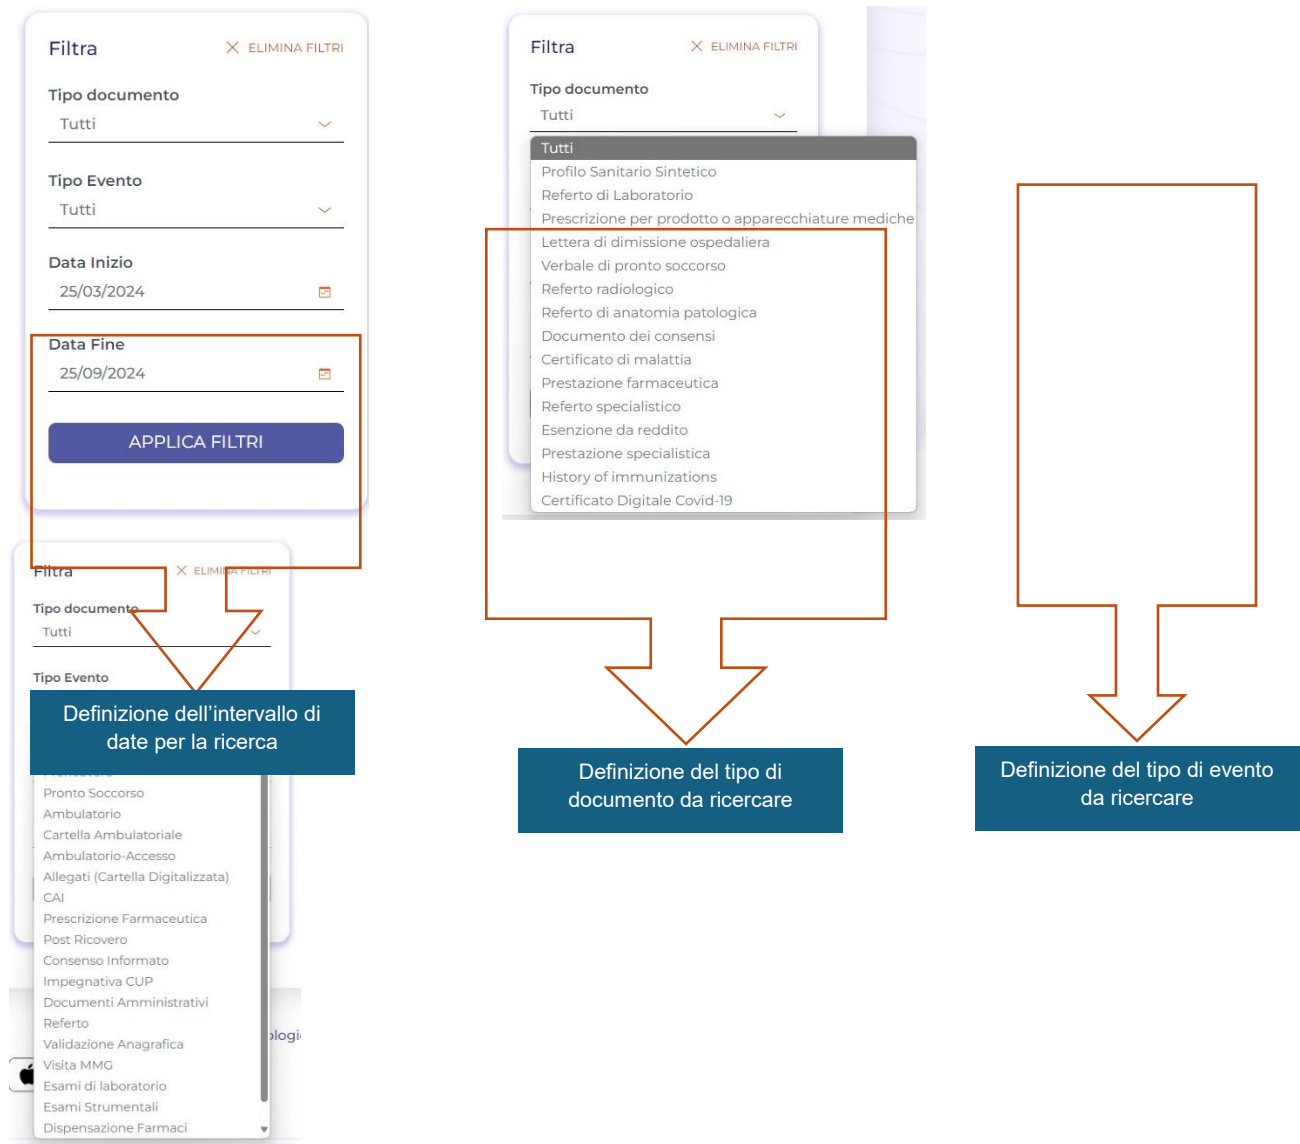 Filtra
ELIMINA FILTRI
Tipo documento
Tutti
Tipo Evento
Tutti
Data Inizio
25/03/2024
Data Fine
25/09/2024
APPLICA FILTRI
Filtra
ELIMINA FILTRI
Tipo documento
Tutti
Tutti
Profilo Sanitario Sintetico
Referto di Laboratorio
Prescrizione per prodotto o apparecchiature mediche
Lettera di dimissione ospedaliera
Verbale di pronto soccorso
Referto radiologico
Referto di anatomia patologica
Documento dei consensi
Certificato di malattia
Prestazione farmaceutica
Referto specialistico
Esenzione da reddito
Prestazione specialistica
History of immunizations
Certificato Digitale Covid-19
Filtra
ELIMINA FILTRI
Tipo documento
Tutti
Tipo Evento
Definizione dell'intervallo di
date per la ricerca
Pronto Soccorso
Ambulatorio
Cartella Ambulatoriale
Ambulatorio-Accesso
Allegati (Cartella Digitalizzata)
CAI
Prescrizione Farmaceutica
Post Ricovero
Consenso Informato
Impegnativa CUP
Documenti Amministrativi
Referto
Validazione Anagrafica
Visita MMG
Esami di laboratorio
Esami Strumentali
Dispensazione Farmaci
Definizione del tipo di
documento da ricercare
Definizione del tipo di evento
da ricercare